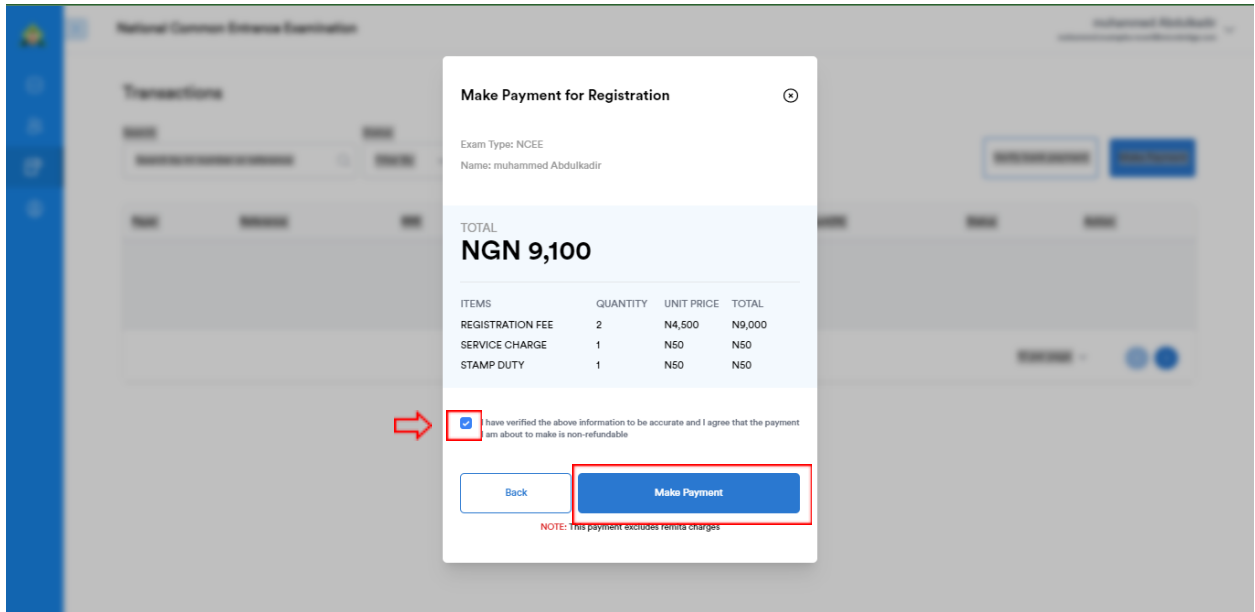 National Common Entrance Examination
muhammed Abdulkadir
Transactions
Make Payment for Registration
Exam Type: NCEE
Name: muhammed Abdulkadir
TOTAL
NGN 9,100
ITEMS QUANTITY UNIT PRICE TOTAL
REGISTRATION FEE 2 N4,500 N9,000
SERVICE CHARGE 1 N50 N50
STAMP DUTY 1 N50 N50
I have verified the above information to be accurate and I agree that the payment
I am about to make is non-refundable
Back
Make Payment
NOTE: This payment excludes remita charges